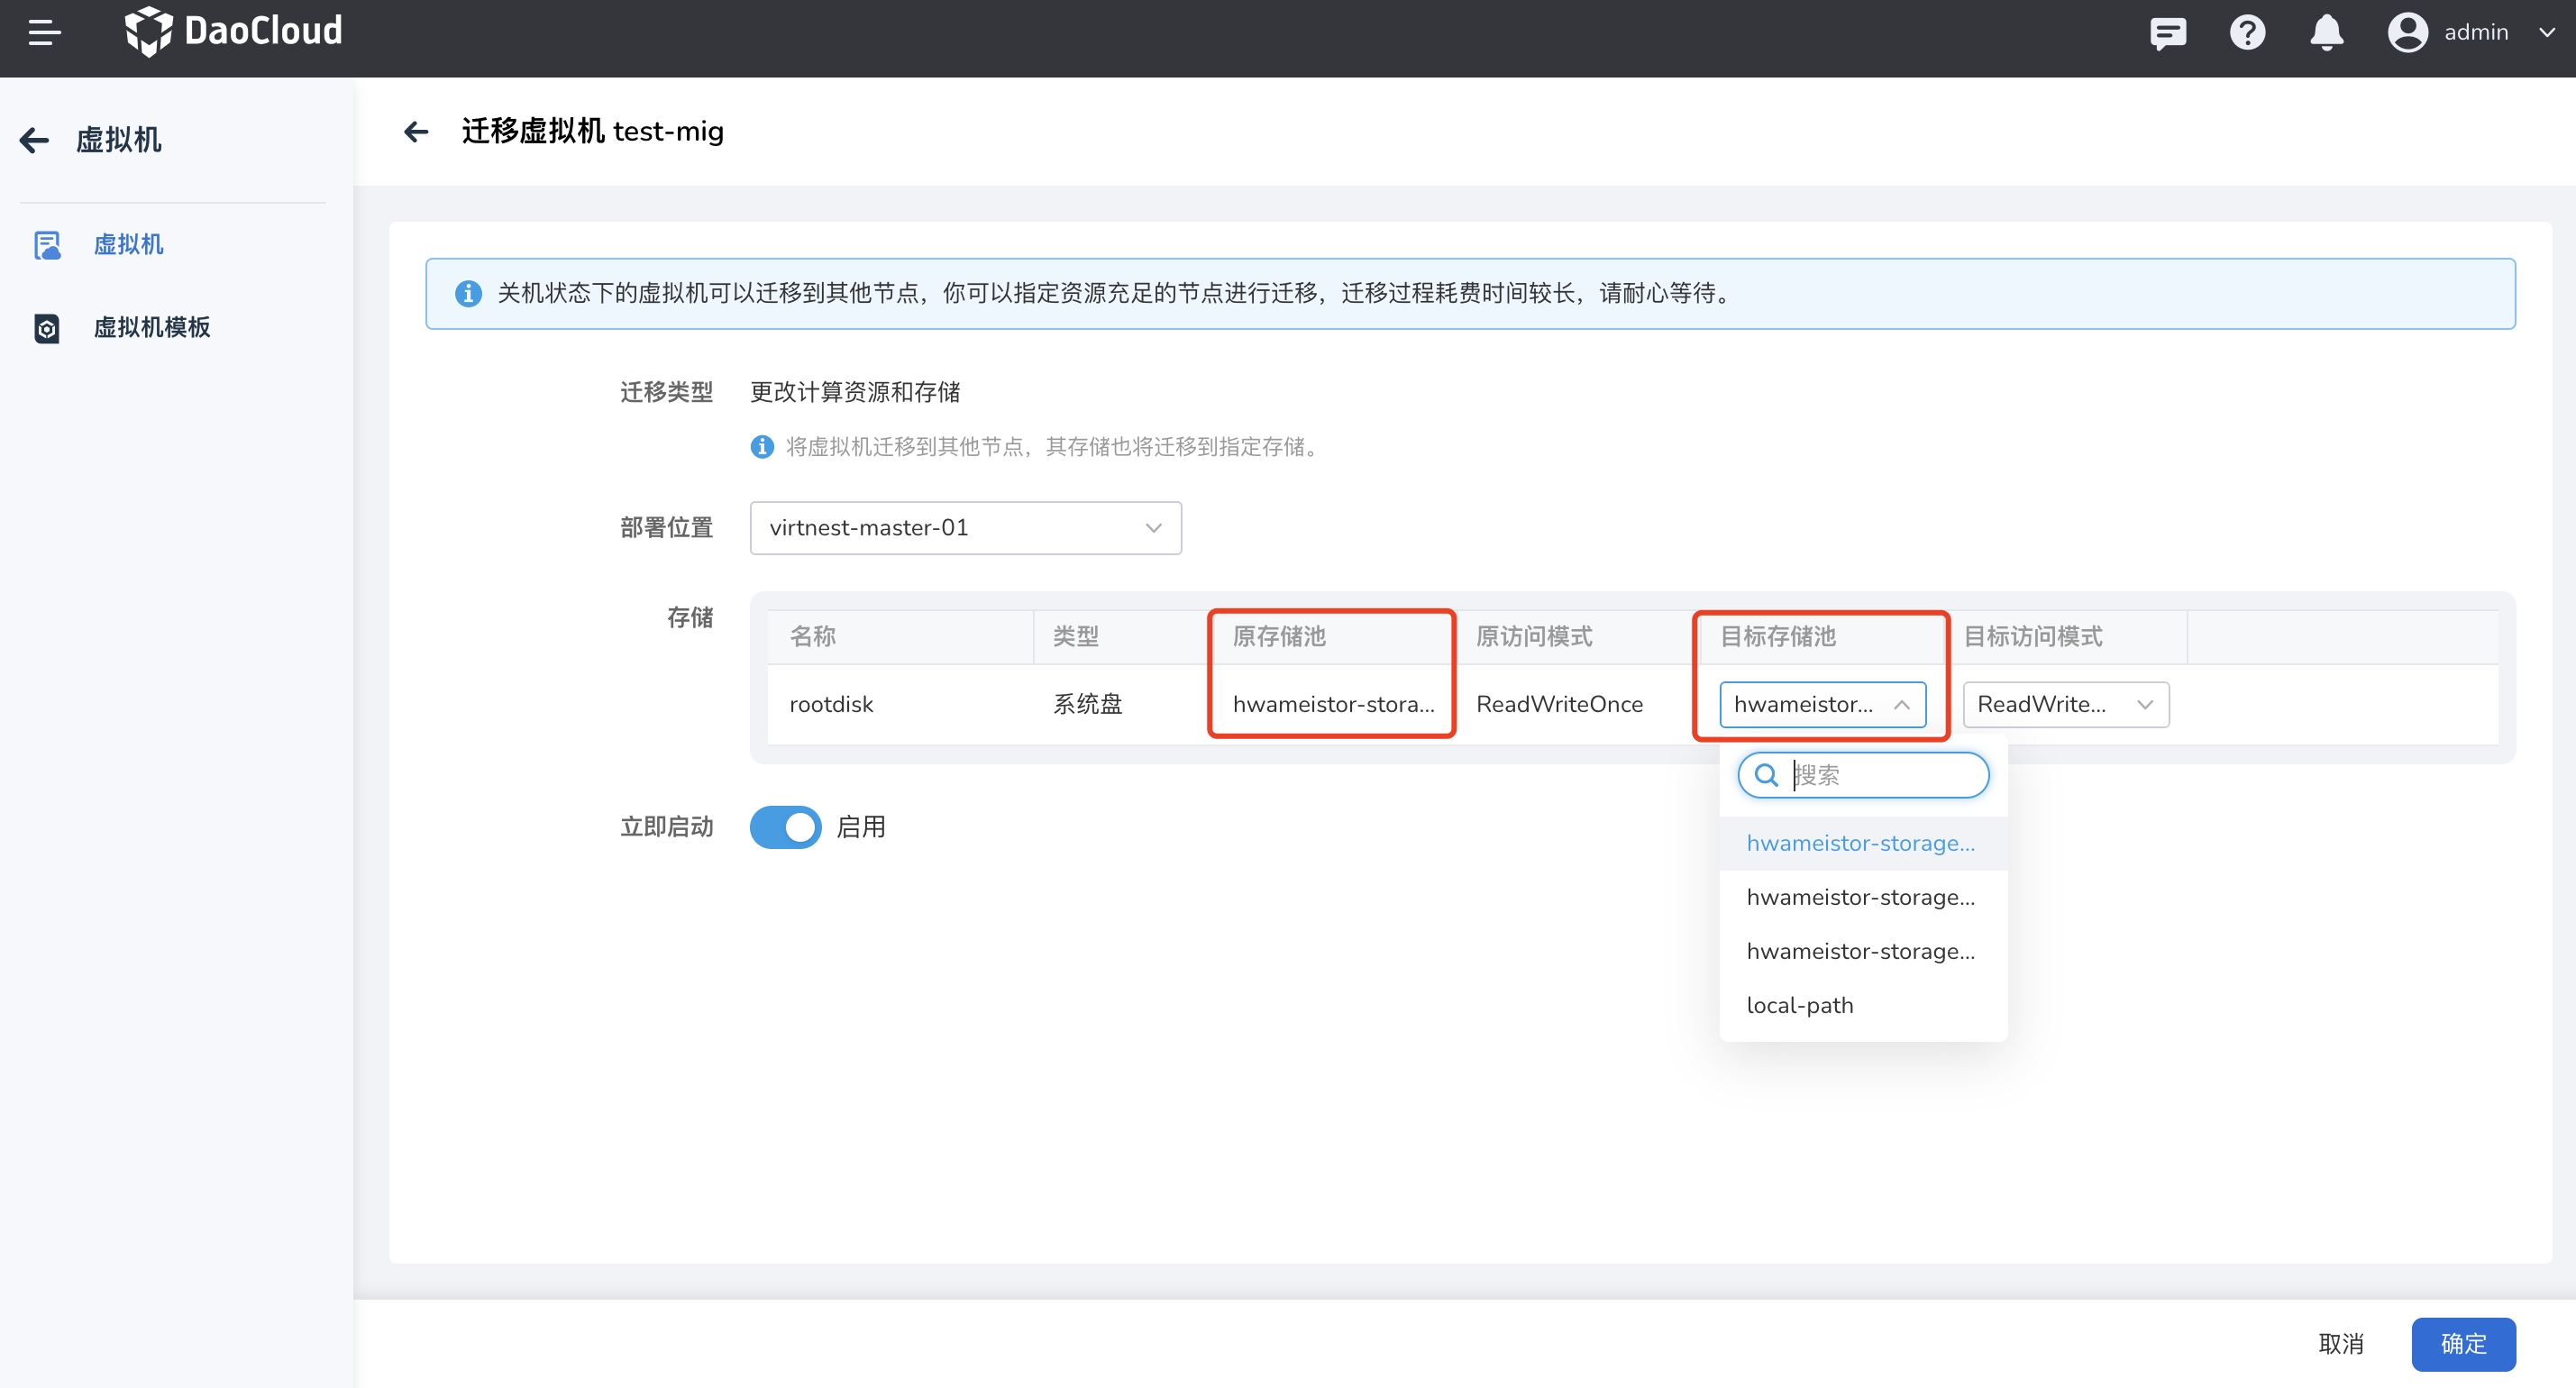 DaoCloud
admin
虚拟机
虚拟机
虚拟机模板
迁移虚拟机 test-mig
关机状态下的虚拟机可以迁移到其他节点，你可以指定资源充足的节点进行迁移，迁移过程耗费时间较长，请耐心等待。
迁移类型 更改计算资源和存储
将虚拟机迁移到其他节点，其存储也将迁移到指定存储。
部署位置 virtnest-master-01
存储
名称 类型 原存储池 原访问模式 目标存储池 目标访问模式
rootdisk 系统盘 hwameistor-stora... ReadWriteOnce hwameistor... ReadWrite...
搜索
hwameistor-storage...
hwameistor-storage...
hwameistor-storage...
local-path
立即启动 启用
取消 确定